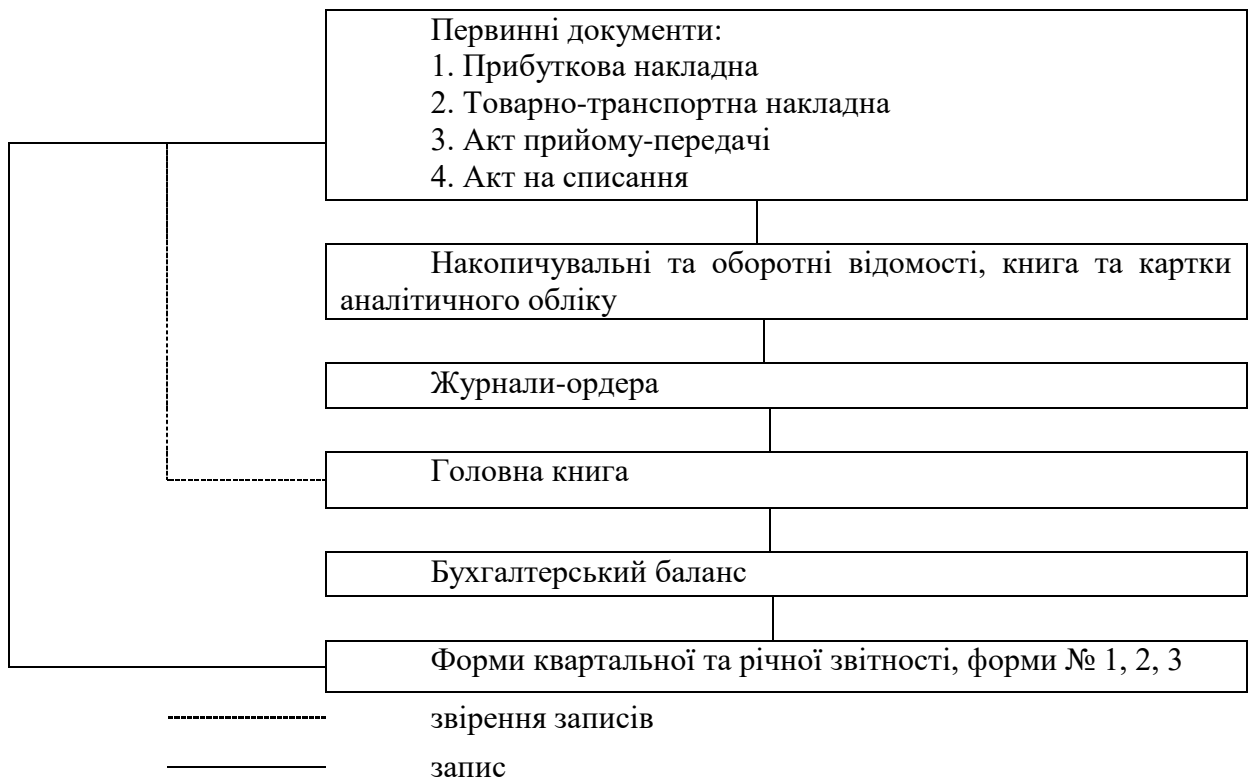 Первинні документи:
1. Прибуткова накладна
2. Товарно-транспортна накладна
3. Акт прийому-передачі
4. Акт на списання
Накопичувальні та оборотні відомості, книга та картки
аналітичного обліку
Журнали-ордера
Головна книга
Бухгалтерський баланс
Форми квартальної та річної звітності, форми № 1, 2, 3
звірення записів
запис